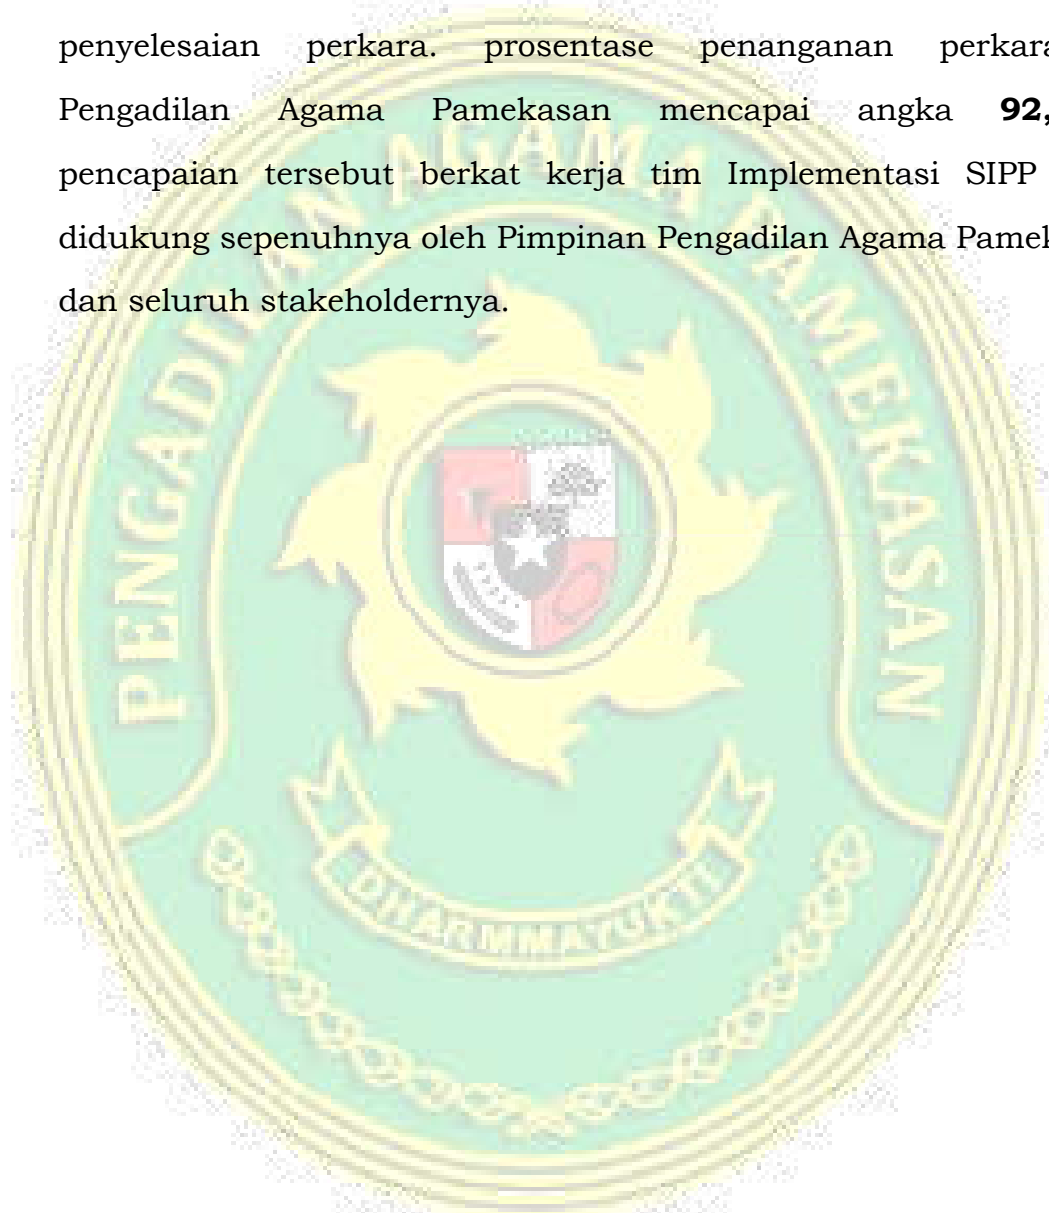 penyelesaian perkara. prosentase penanganan perkara
Pengadilan Agama Pamekasan mencapai angka 92,
pencapaian tersebut berkat kerja tim Implementasi SIPP
didukung sepenuhnya oleh Pimpinan Pengadilan Agama Pamek
dan seluruh stakeholdernya.
PENGADILAN AGAMA PAMEKASAN
DHARMMAYUKTI